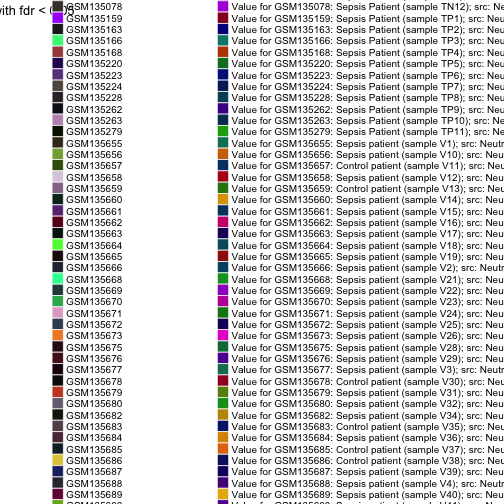 with fdr <
GSM135078 Value for GSM135078: Sepsis Patient (sample TN12); src: Ne
GSM135159 Value for GSM135159: Sepsis Patient (sample TP1); src: Neu
GSM135163 Value for GSM135163: Sepsis Patient (sample TP2); src: Neu
GSM135166 Value for GSM135166: Sepsis Patient (sample TP3); src: Neu
GSM135168 Value for GSM135168: Sepsis Patient (sample TP4); src: Neu
GSM135220 Value for GSM135220: Sepsis Patient (sample TP5); src: Neu
GSM135223 Value for GSM135223: Sepsis Patient (sample TP6); src: Neu
GSM135224 Value for GSM135224: Sepsis Patient (sample TP7); src: Neu
GSM135228 Value for GSM135228: Sepsis Patient (sample TP8); src: Neu
GSM135262 Value for GSM135262: Sepsis Patient (sample TP9); src: Neu
GSM135263 Value for GSM135263: Sepsis Patient (sample TP10); src: Ne
GSM135279 Value for GSM135279: Sepsis Patient (sample TP11); src: Ne
GSM135655 Value for GSM135655: Sepsis patient (sample V1); src: Neutr
GSM135656 Value for GSM135656: Sepsis patient (sample V10); src: Neu
GSM135657 Value for GSM135657: Control patient (sample V11); src: Neu
GSM135658 Value for GSM135658: Sepsis patient (sample V12); src: Neu
GSM135659 Value for GSM135659: Control patient (sample V13); src: Neu
GSM135660 Value for GSM135660: Sepsis patient (sample V14); src: Neu
GSM135661 Value for GSM135661: Sepsis patient (sample V15); src: Neu
GSM135662 Value for GSM135662: Sepsis patient (sample V16); src: Neu
GSM135663 Value for GSM135663: Sepsis patient (sample V17); src: Neu
GSM135664 Value for GSM135664: Sepsis patient (sample V18); src: Neu
GSM135665 Value for GSM135665: Sepsis patient (sample V19); src: Neu
GSM135666 Value for GSM135666: Sepsis patient (sample V2); src: Neutr
GSM135668 Value for GSM135668: Sepsis patient (sample V21); src: Neu
GSM135669 Value for GSM135669: Sepsis patient (sample V22); src: Neu
GSM135670 Value for GSM135670: Sepsis patient (sample V23); src: Neu
GSM135671 Value for GSM135671: Sepsis patient (sample V24); src: Neu
GSM135672 Value for GSM135672: Sepsis patient (sample V25); src: Neu
GSM135673 Value for GSM135673: Sepsis patient (sample V26); src: Neu
GSM135675 Value for GSM135675: Sepsis patient (sample V28); src: Neu
GSM135676 Value for GSM135676: Sepsis patient (sample V29); src: Neu
GSM135677 Value for GSM135677: Sepsis patient (sample V3); src: Neutr
GSM135678 Value for GSM135678: Control patient (sample V30); src: Neu
GSM135679 Value for GSM135679: Sepsis patient (sample V31); src: Neu
GSM135680 Value for GSM135680: Sepsis patient (sample V32); src: Neu
GSM135682 Value for GSM135682: Sepsis patient (sample V34); src: Neu
GSM135683 Value for GSM135683: Control patient (sample V35); src: Neu
GSM135684 Value for GSM135684: Sepsis patient (sample V36); src: Neu
GSM135685 Value for GSM135685: Control patient (sample V37); src: Neu
GSM135686 Value for GSM135686: Control patient (sample V38); src: Neu
GSM135687 Value for GSM135687: Sepsis patient (sample V39); src: Neu
GSM135688 Value for GSM135688: Sepsis patient (sample V4); src: Neutr
GSM135689 Value for GSM135689: Sepsis patient (sample V40); src: Neu